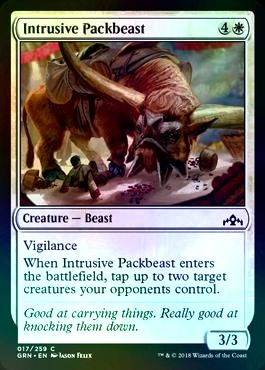 Intrusive Packbeast 4
Creature — Beast
Vigilance
When Intrusive Packbeast enters
the battlefield, tap up to two target
creatures your opponents control.
Good at carrying things. Really good at
knocking them down.
3/3
017/259 C
GRN • EN Jason Felix
™ & © 2018 Wizards of the Coast